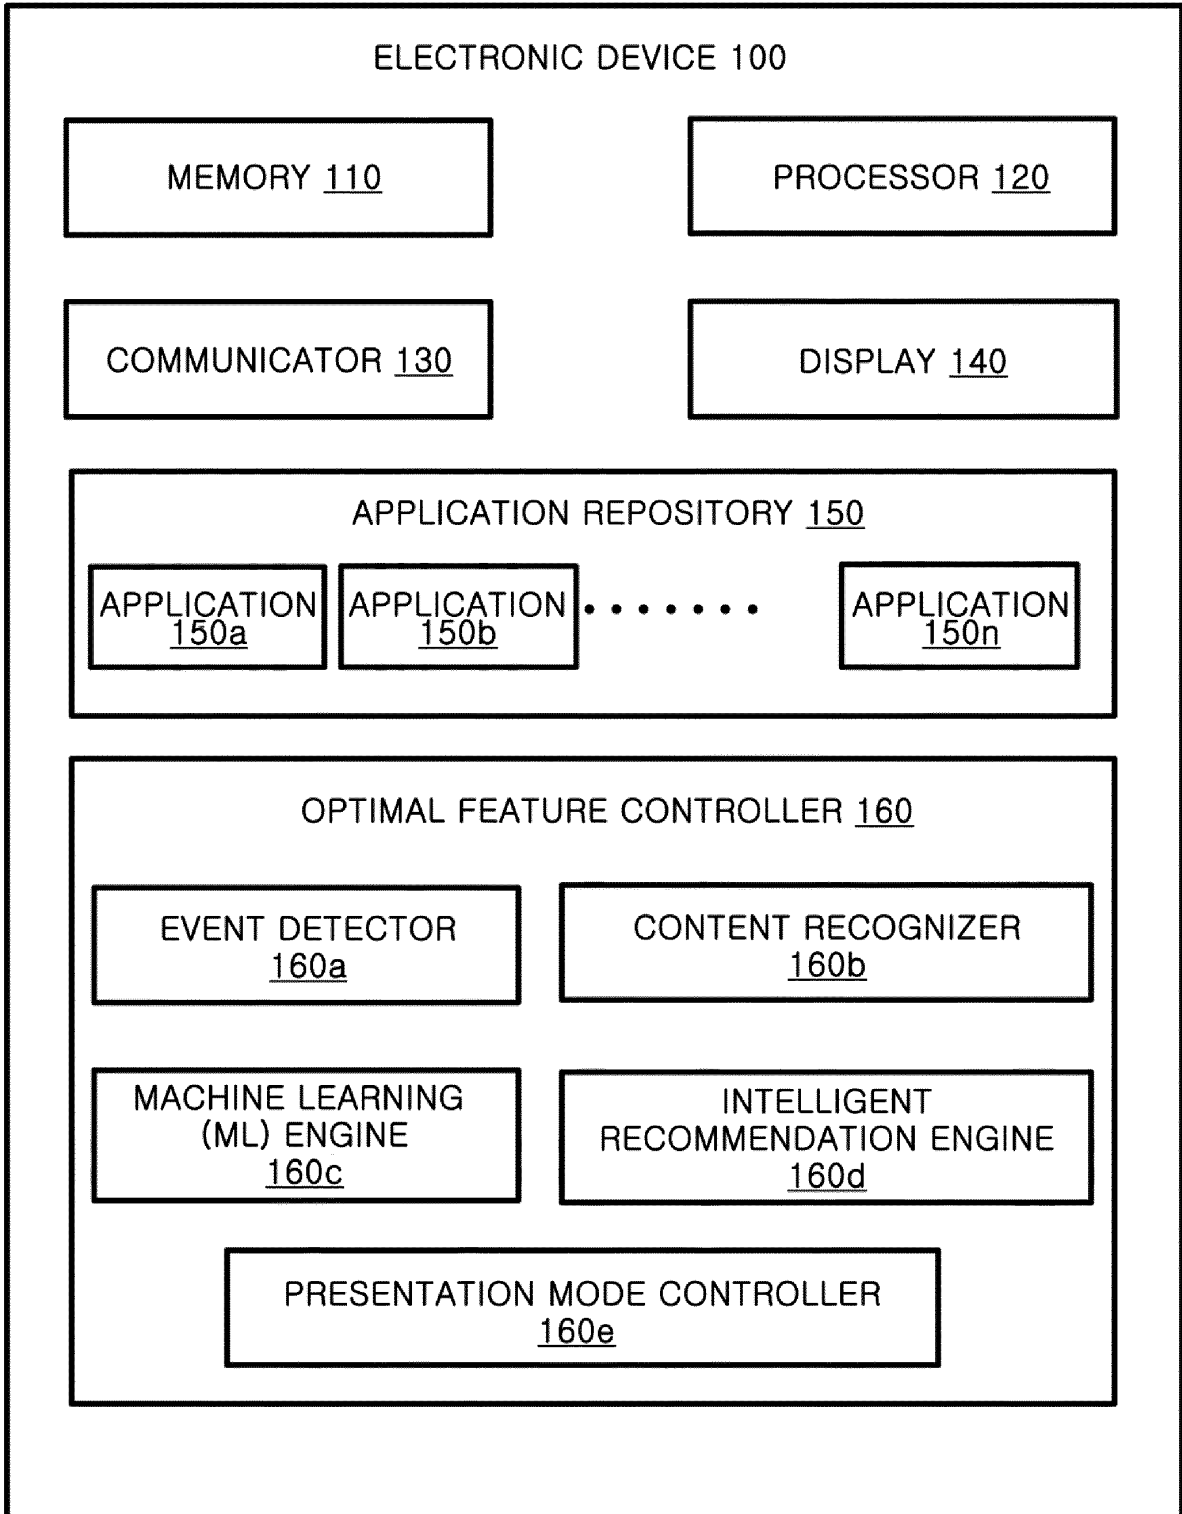 ELECTRONIC DEVICE 100
MEMORY 110
PROCESSOR 120
COMMUNICATOR 130
DISPLAY 140
APPLICATION REPOSITORY 150
APPLICATION
150a
APPLICATION
150b
APPLICATION
150n
OPTIMAL FEATURE CONTROLLER 160
EVENT DETECTOR
160a
CONTENT RECOGNIZER
160b
MACHINE LEARNING
(ML) ENGINE
160c
INTELLIGENT
RECOMMENDATION ENGINE
160d
PRESENTATION MODE CONTROLLER
160e